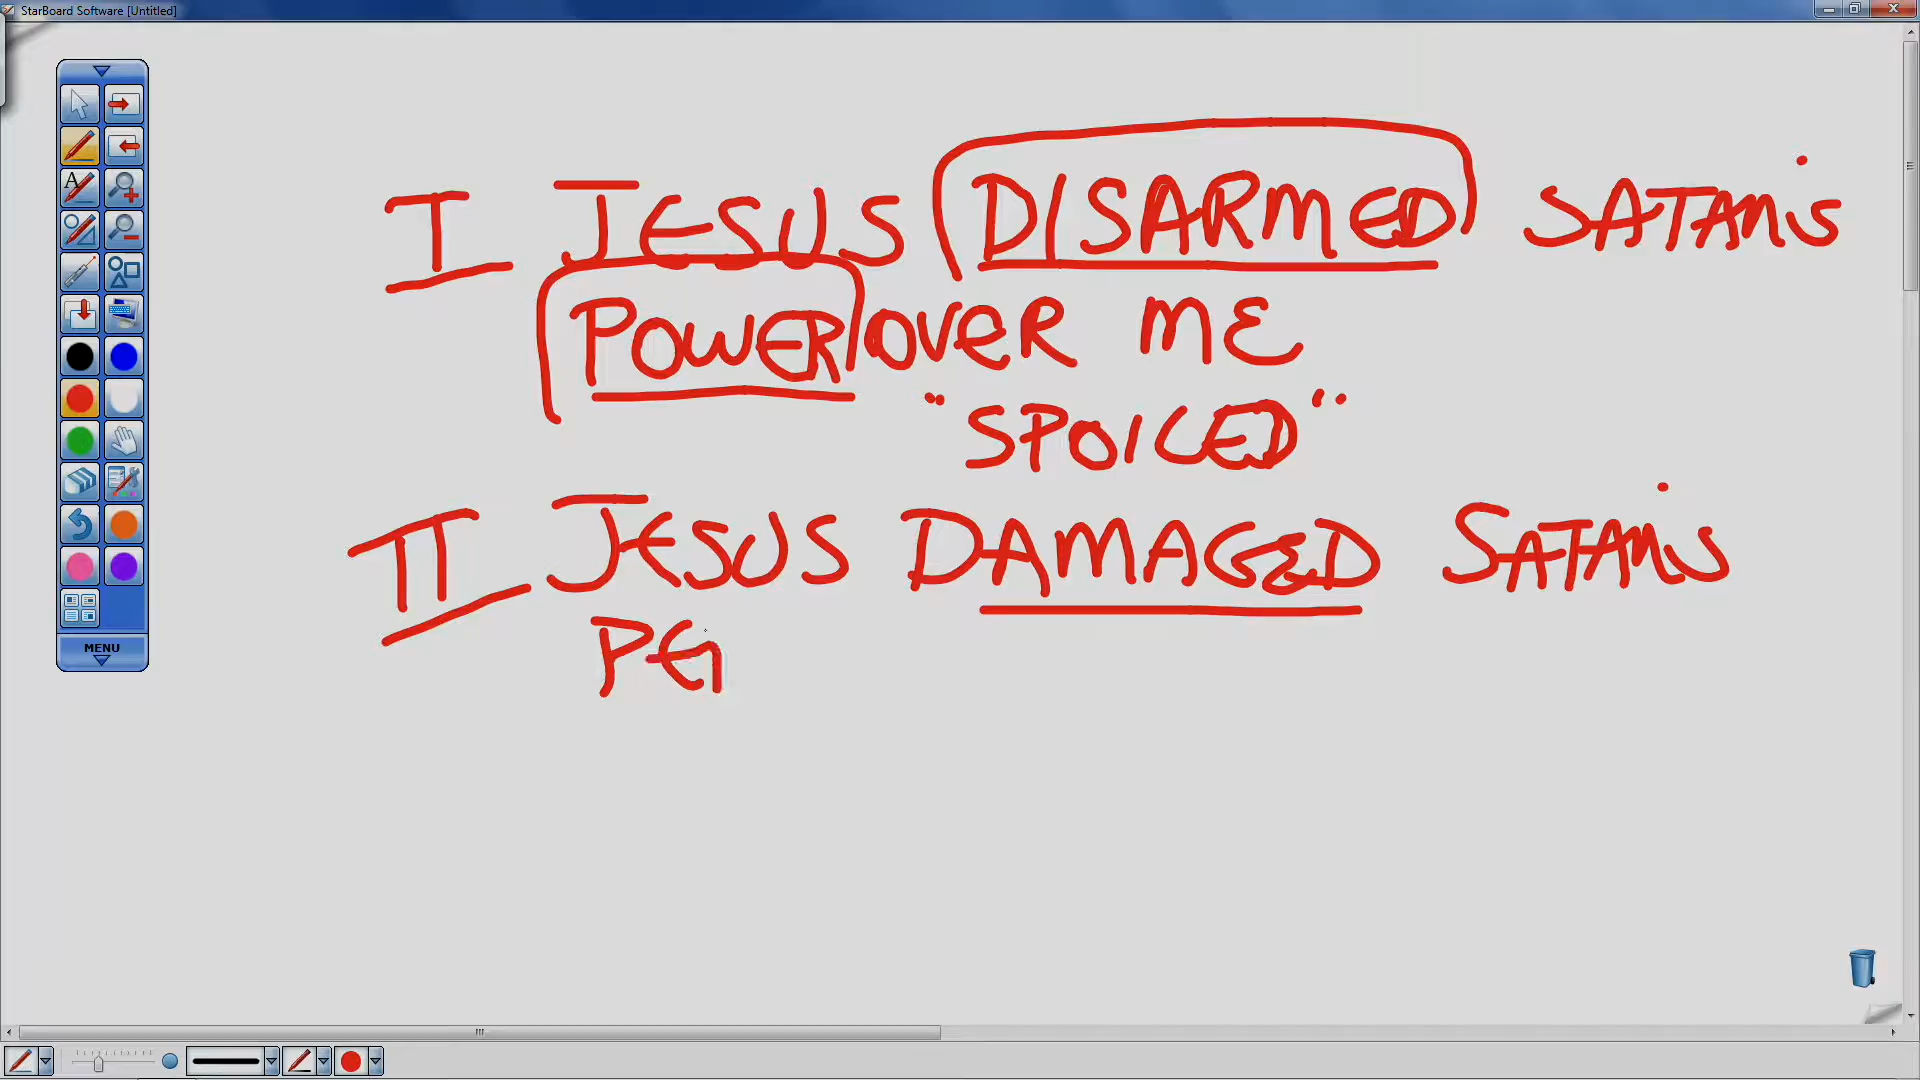 StarBoard Software [Untitled]
I JESUS DISARMED SATAN'S
POWER OVER ME
"SPOILED"
II JESUS DAMAGED SATAN'S
PE
MENU